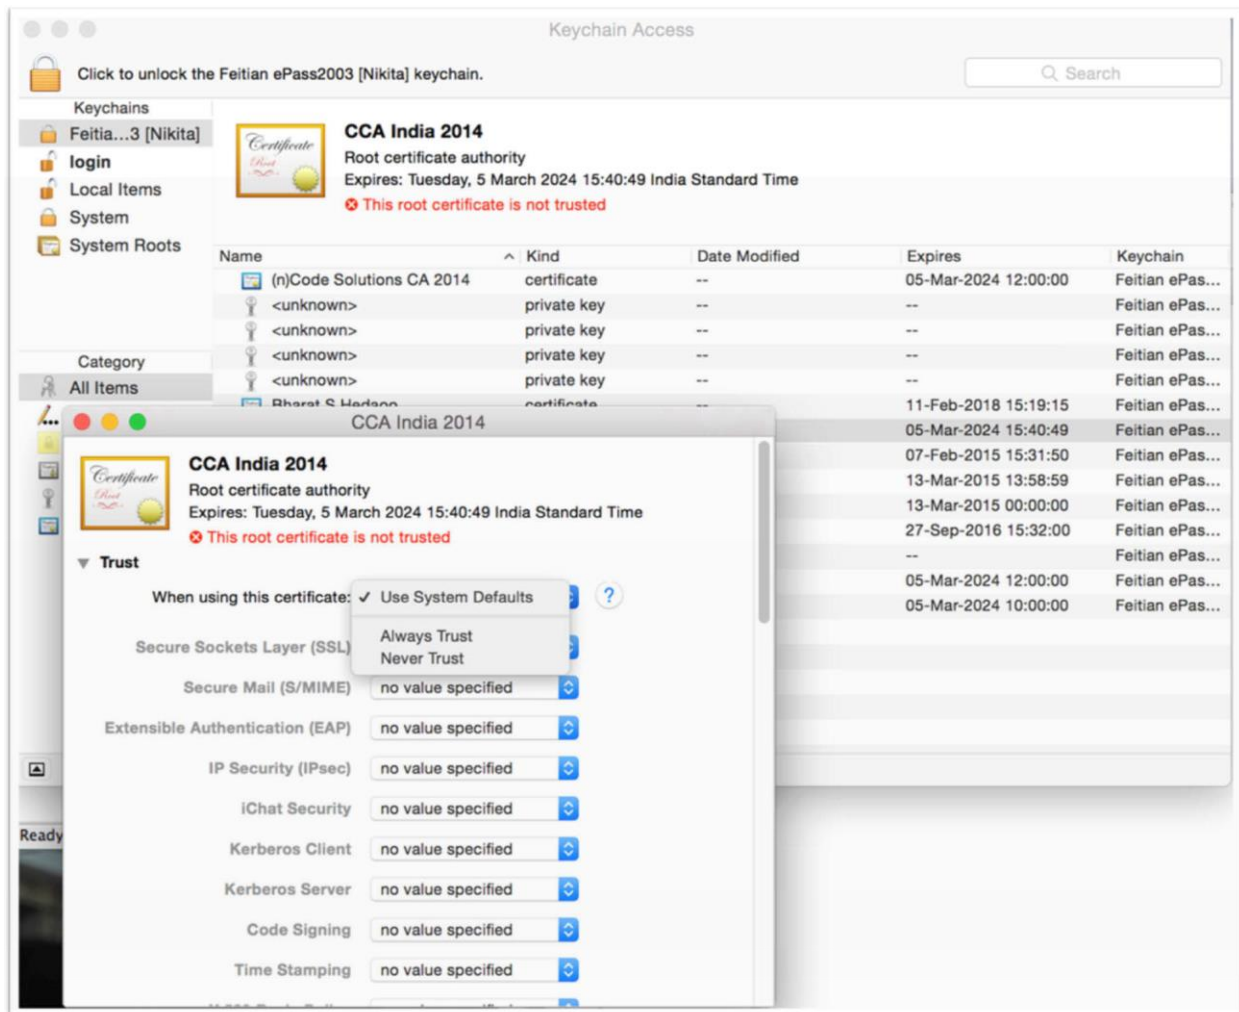 Keychain Access
Click to unlock the Feitian ePass2003 [Nikita] keychain.
Search
Keychains
Feitia...3 [Nikita]
login
Local Items
System
System Roots
Category
All Items
Certificate
Root
CCA India 2014
Root certificate authority
Expires: Tuesday, 5 March 2024 15:40:49 India Standard Time
This root certificate is not trusted
Name Kind Date Modified Expires Keychain
(n)Code Solutions CA 2014 certificate -- 05-Mar-2024 12:00:00 Feitian ePas...
<unknown> private key -- -- Feitian ePas...
<unknown> private key -- -- Feitian ePas...
<unknown> private key -- -- Feitian ePas...
<unknown> private key -- -- Feitian ePas...
Bharat S Hedaoo certificate -- 11-Feb-2018 15:19:15 Feitian ePas...
05-Mar-2024 15:40:49 Feitian ePas...
07-Feb-2015 15:31:50 Feitian ePas...
13-Mar-2015 13:58:59 Feitian ePas...
13-Mar-2015 00:00:00 Feitian ePas...
27-Sep-2016 15:32:00 Feitian ePas...
-- Feitian ePas...
05-Mar-2024 12:00:00 Feitian ePas...
05-Mar-2024 10:00:00 Feitian ePas...
CCA India 2014
Certificate
Root
CCA India 2014
Root certificate authority
Expires: Tuesday, 5 March 2024 15:40:49 India Standard Time
This root certificate is not trusted
Trust
When using this certificate: ✓ Use System Defaults ?
Always Trust
Never Trust
Secure Sockets Layer (SSL)
Secure Mail (S/MIME) no value specified
Extensible Authentication (EAP) no value specified
IP Security (IPsec) no value specified
iChat Security no value specified
Kerberos Client no value specified
Kerberos Server no value specified
Code Signing no value specified
Time Stamping no value specified
Ready